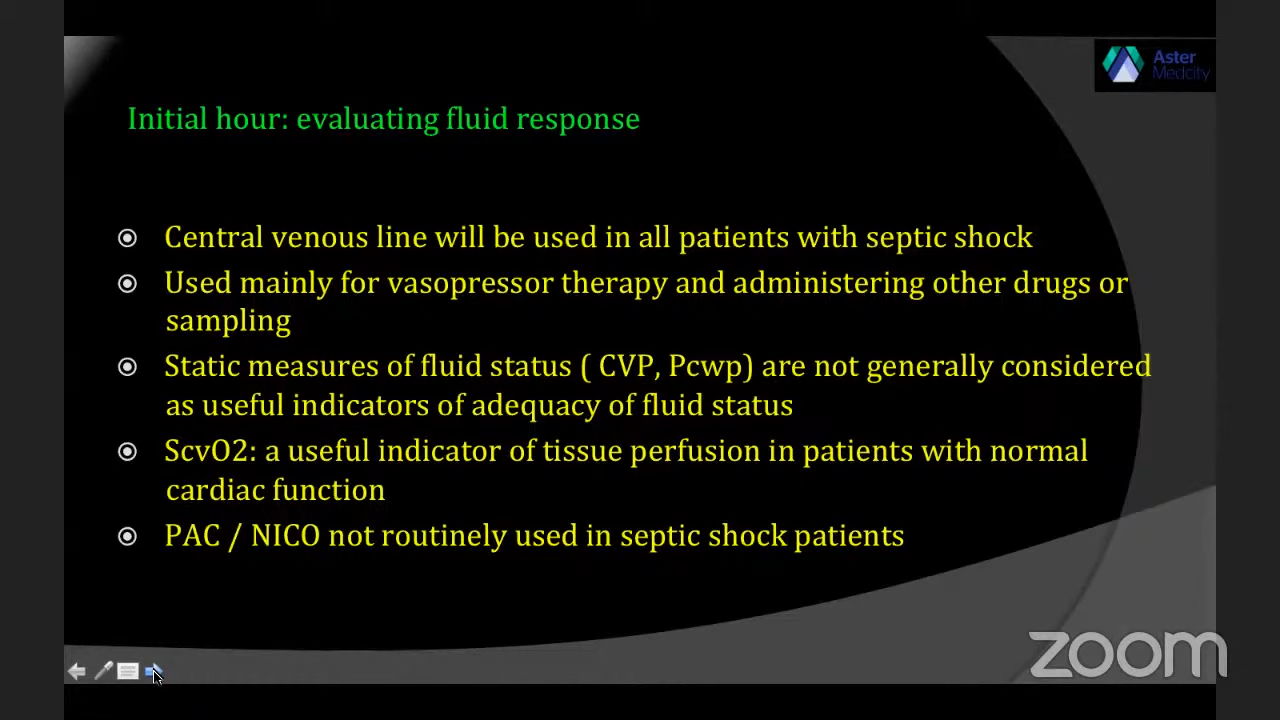 Aster
Medcity
Initial hour: evaluating fluid response
Central venous line will be used in all patients with septic shock
Used mainly for vasopressor therapy and administering other drugs or
sampling
Static measures of fluid status ( CVP, Pcwp) are not generally considered
as useful indicators of adequacy of fluid status
ScvO2: a useful indicator of tissue perfusion in patients with normal
cardiac function
PAC / NICO not routinely used in septic shock patients
zoom